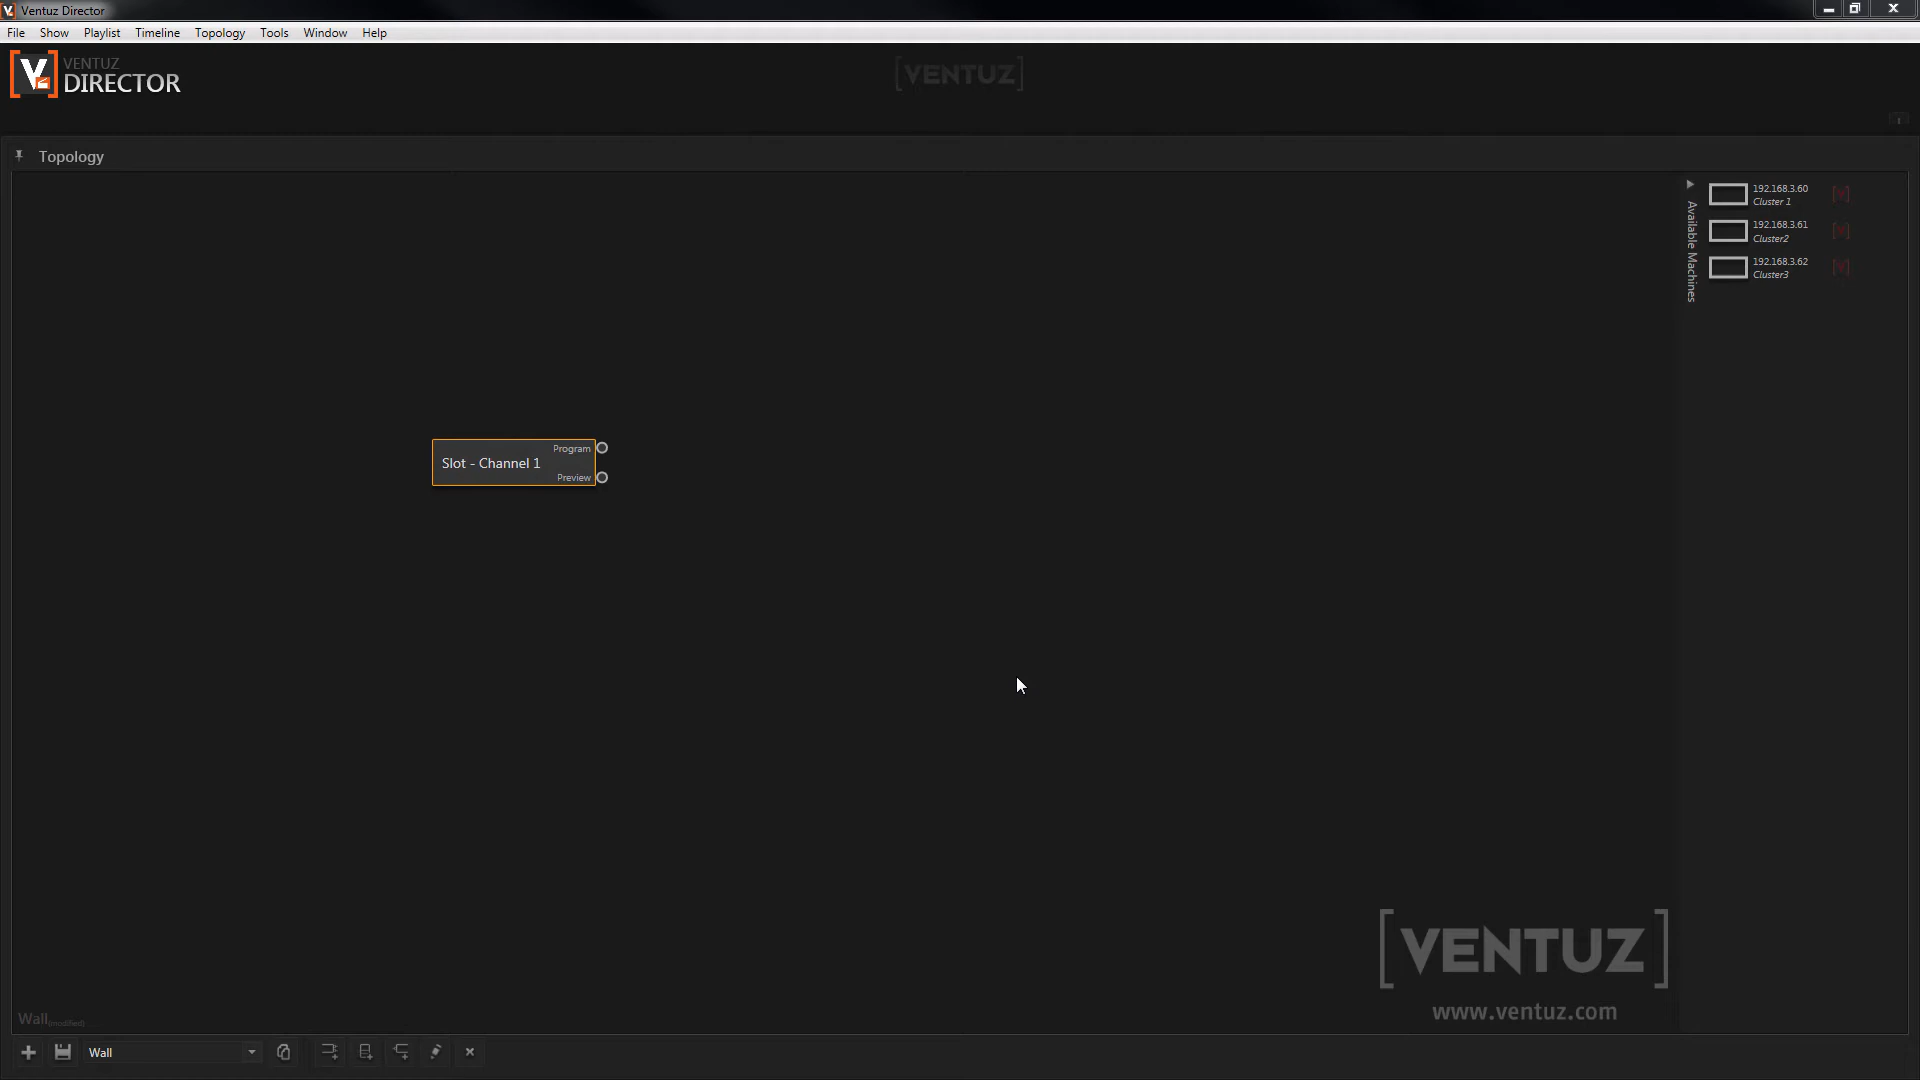 Ventuz Director
File Show Playlist Timeline Topology Tools Window Help
VENTUZ
DIRECTOR
[VENTUZ]
Topology
Available Machines
192.168.3.60
Cluster 1
192.168.3.61
Cluster2
192.168.3.62
Cluster3
Program
Slot - Channel 1
Preview
[VENTUZ]
www.ventuz.com
Wall (modified)
Wall